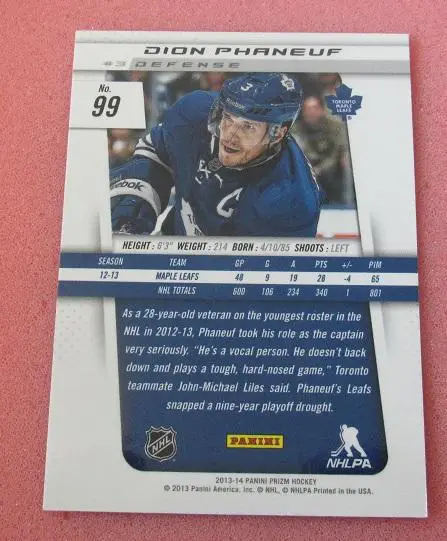 DION PHANEUF
#3 DEFENSE
No.
99
3
TORONTO
MAPLE
LEAFS
Reebok
C
Reebok
HEIGHT: 6'3" WEIGHT: 214 BORN: 4/10/85 SHOOTS: LEFT
SEASON TEAM GP G A PTS +/- PIM
12-13 MAPLE LEAFS 48 9 19 28 -4 65
NHL TOTALS 600 106 234 340 1 801
As a 28-year-old veteran on the youngest roster in the
NHL in 2012-13, Phaneuf took his role as the captain
very seriously. "He's a vocal person. He doesn't back
down and plays a tough, hard-nosed game," Toronto
teammate John-Michael Liles said. Phaneuf's Leafs
snapped a nine-year playoff drought.
NHL
PANINI
NHLPA
2013-14 PANINI PRIZM HOCKEY
© 2013 Panini America, Inc. © NHL, © NHLPA Printed in the USA.